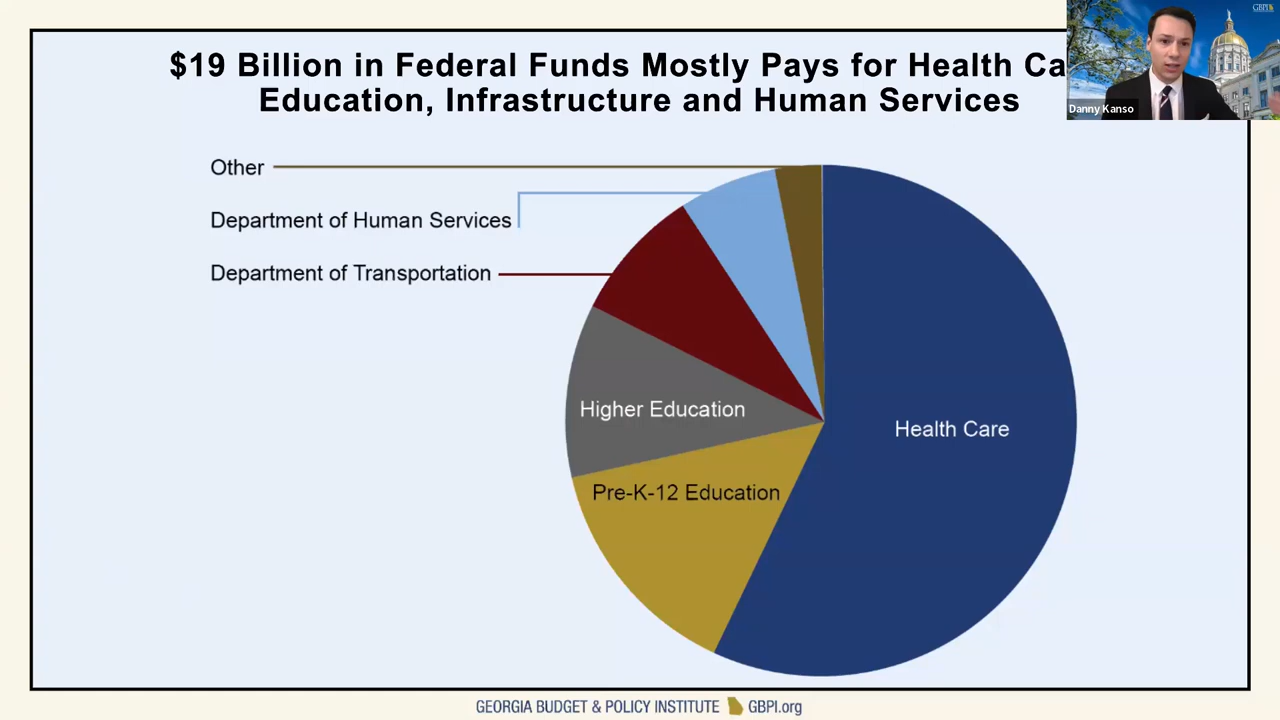 $19 Billion in Federal Funds Mostly Pays for Health Ca
Education, Infrastructure and Human Services
GBPI
Danny Kanso
Other
Department of Human Services
Department of Transportation
Higher Education
Health Care
Pre-K-12 Education
GEORGIA BUDGET & POLICY INSTITUTE GBPI.org